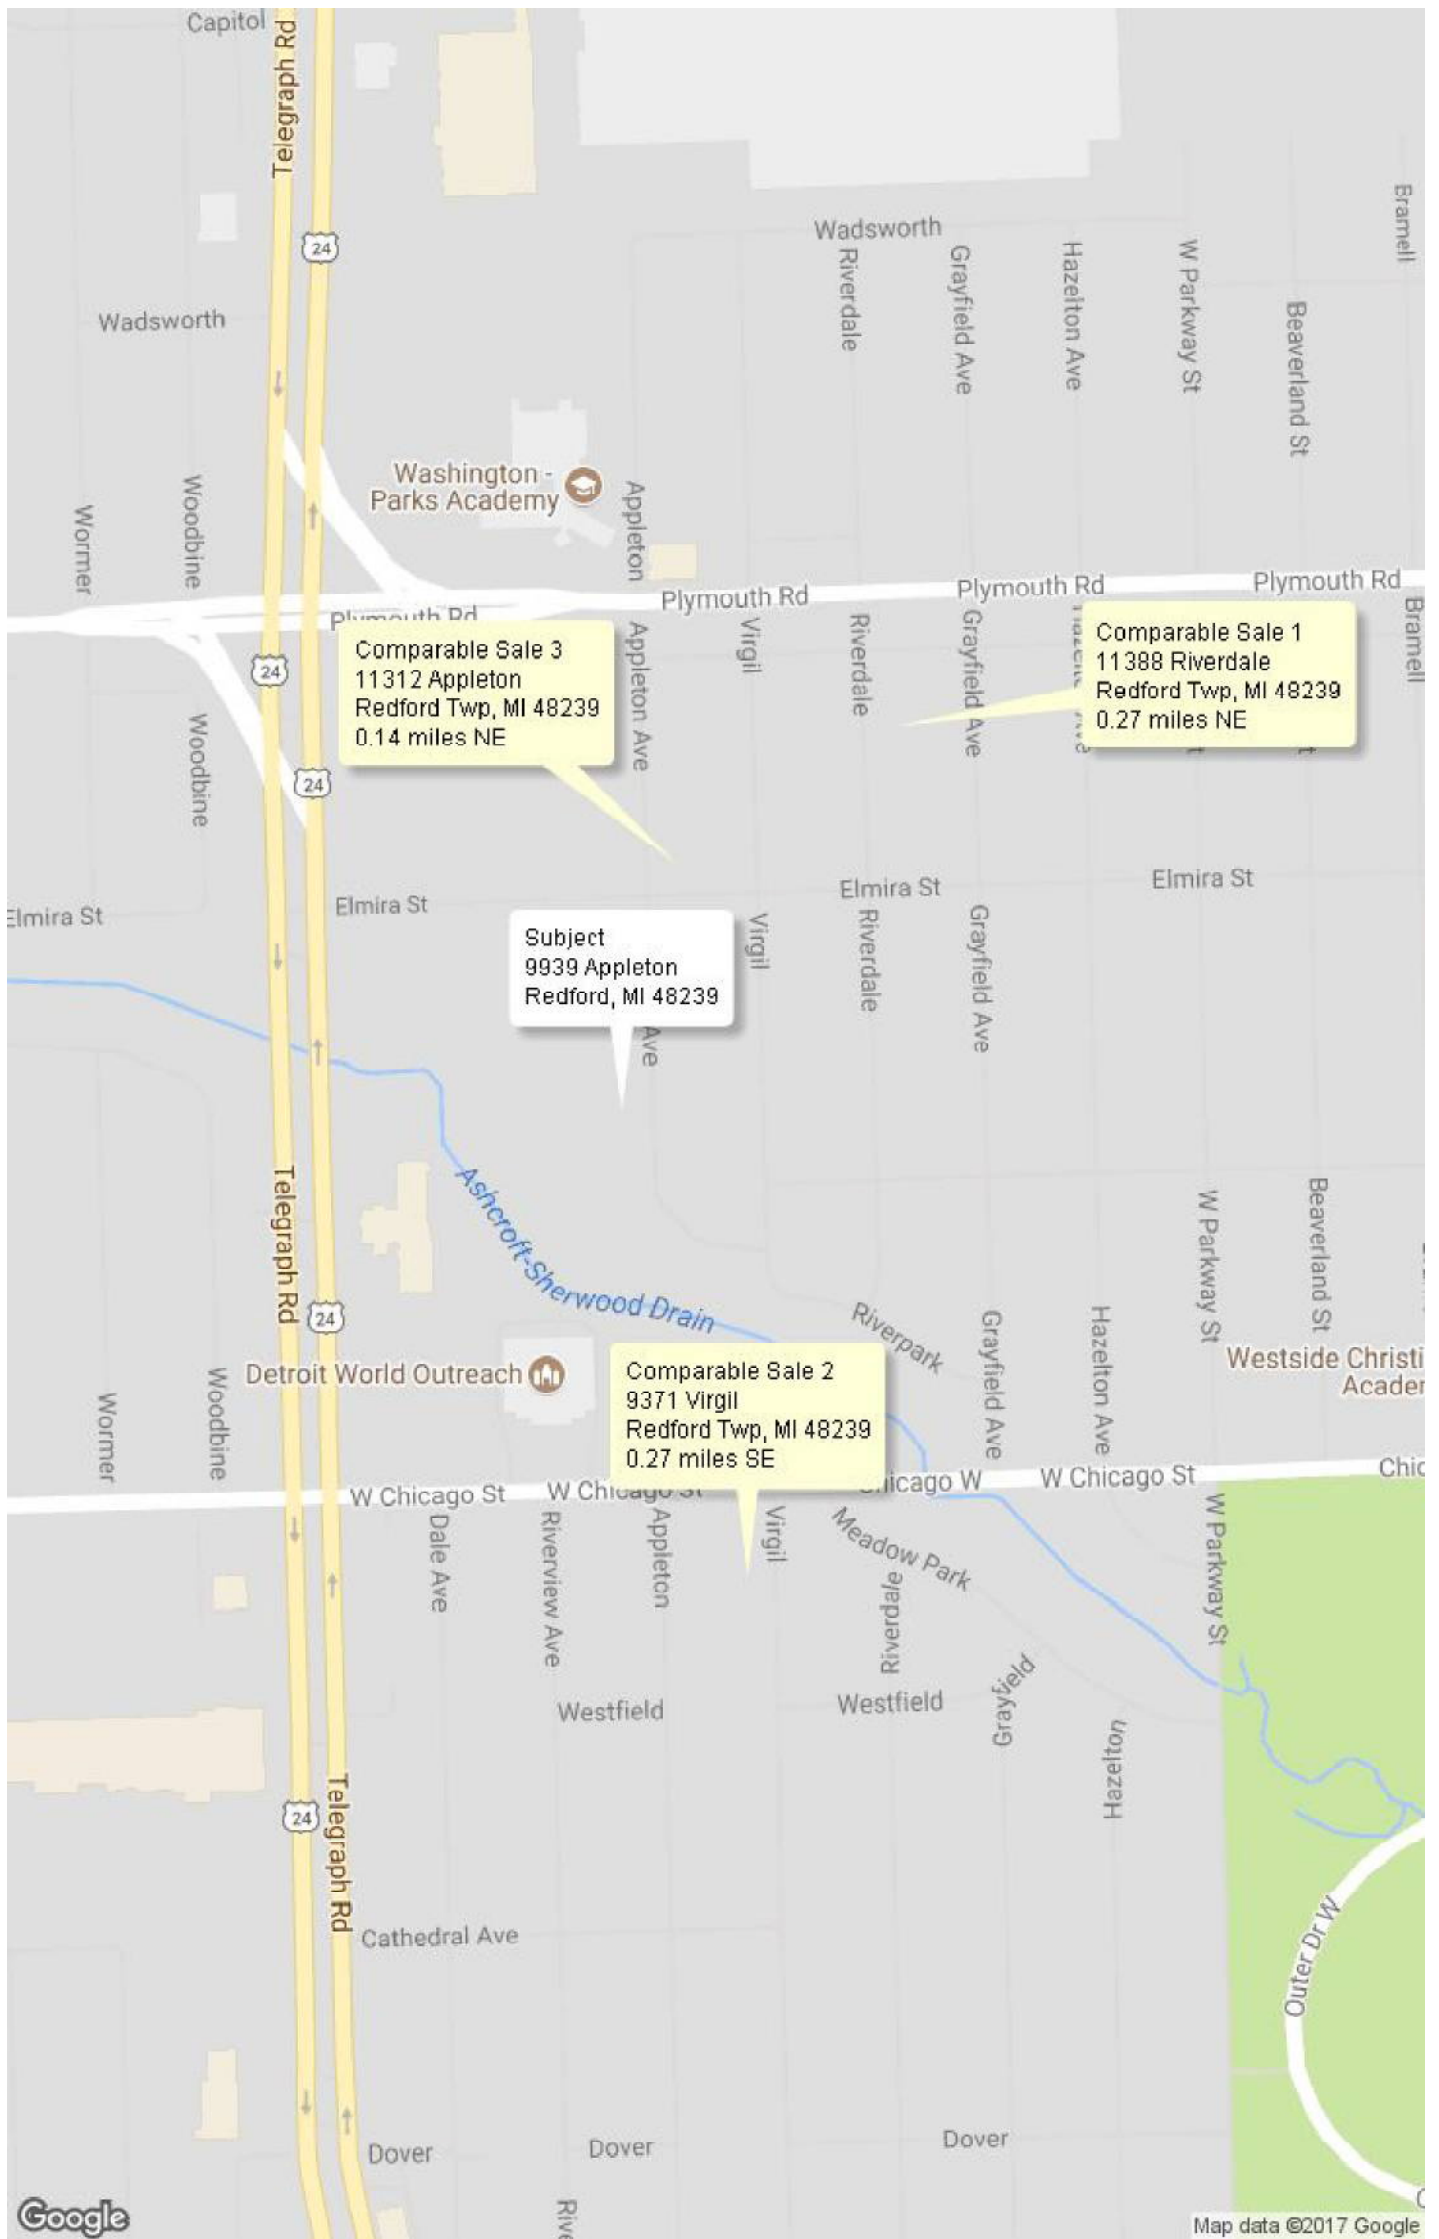 Capitol
Telegraph Rd
24
Wadsworth
Riverdale
Grayfield Ave
Hazelton Ave
W Parkway St
Beaverland St
Bramell
Wadsworth
Washington -
Parks Academy
Wormer
Woodbine
Appleton
Plymouth Rd
Plymouth Rd
Plymouth Rd
Plymouth Rd
24
Comparable Sale 3
11312 Appleton
Redford Twp, MI 48239
0.14 miles NE
Appleton Ave
Virgil
Riverdale
Grayfield Ave
Comparable Sale 1
11388 Riverdale
Redford Twp, MI 48239
0.27 miles NE
Bramell
Woodbine
24
Elmira St
Elmira St
Elmira St
Elmira St
Subject
9939 Appleton
Redford, MI 48239
Ave
Virgil
Riverdale
Grayfield Ave
Telegraph Rd
Ashcroft-Sherwood Drain
W Parkway St
Beaverland St
24
Riverpark
Grayfield Ave
Hazelton Ave
Detroit World Outreach
Comparable Sale 2
9371 Virgil
Redford Twp, MI 48239
0.27 miles SE
Westside Christi
Acader
Wormer
Woodbine
W Chicago St
W Chicago St
Chicago W
W Chicago St
Chic
Dale Ave
Riverview Ave
Appleton
Virgil
Meadow Park
Riverdale
W Parkway St
Westfield
Westfield
Grayfield
Hazelton
24
Telegraph Rd
Cathedral Ave
Outer Dr W
Dover
Dover
Dover
Rive
Google
Map data ©2017 Google